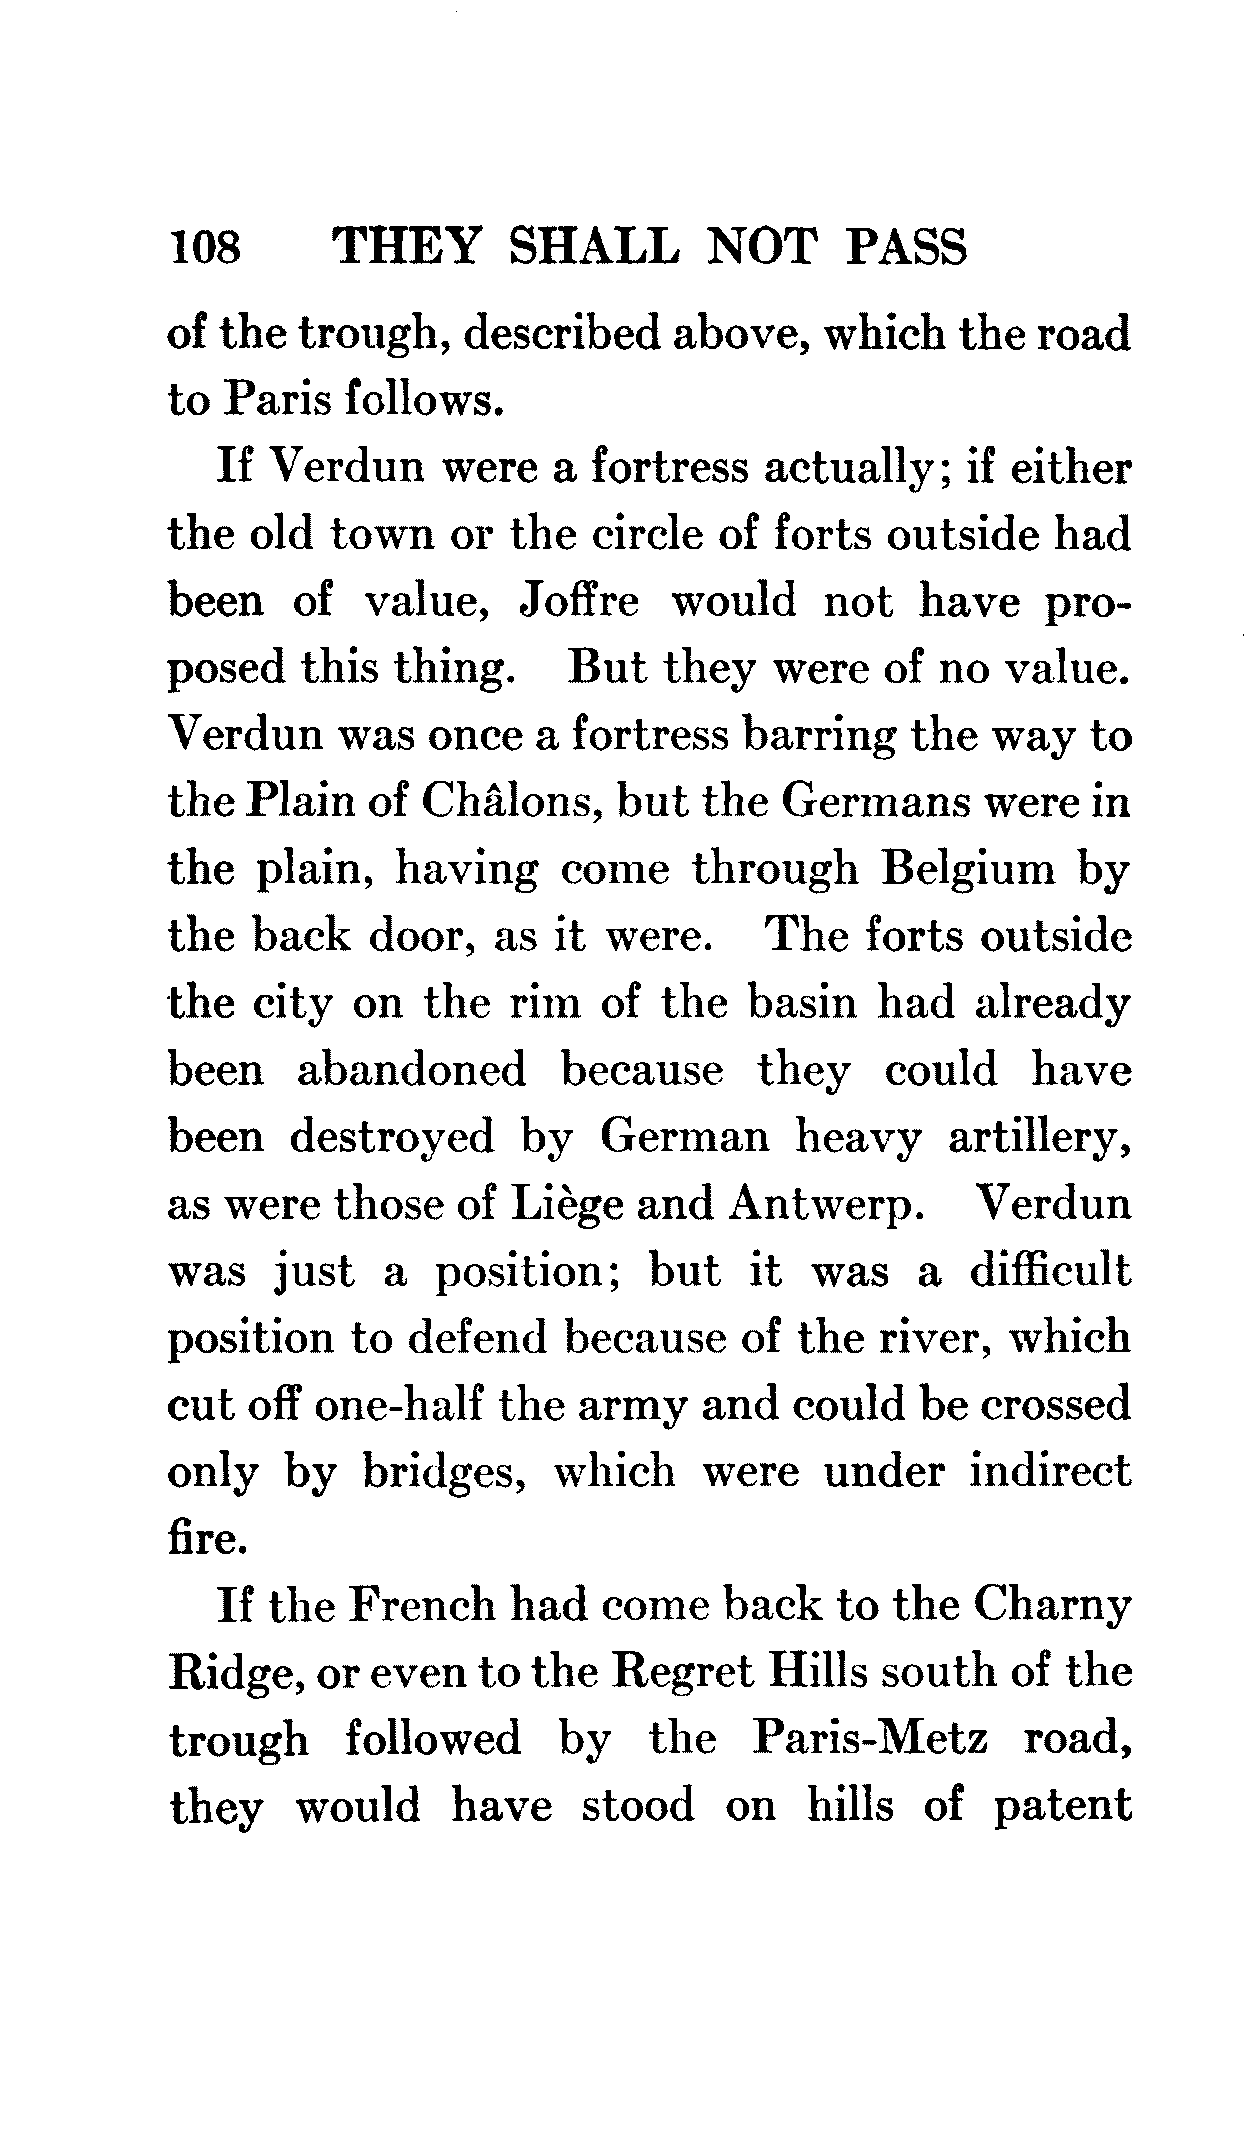 108 THEY SHALL NOT PASS
of the trough, described above, which the road
to Paris follows.
If Verdun were a fortress actually; if either
the old town or the circle of forts outside had
been of value, Joffre would not have pro-
posed this thing. But they were of no value.
Verdun was once a fortress barring the way to
the Plain of Châlons, but the Germans were in
the plain, having come through Belgium by
the back door, as it were. The forts outside
the city on the rim of the basin had already
been abandoned because they could have
been destroyed by German heavy artillery,
as were those of Liège and Antwerp. Verdun
was just a position; but it was a difficult
position to defend because of the river, which
cut off one-half the army and could be crossed
only by bridges, which were under indirect
fire.
If the French had come back to the Charny
Ridge, or even to the Regret Hills south of the
trough followed by the Paris-Metz road,
they would have stood on hills of patent